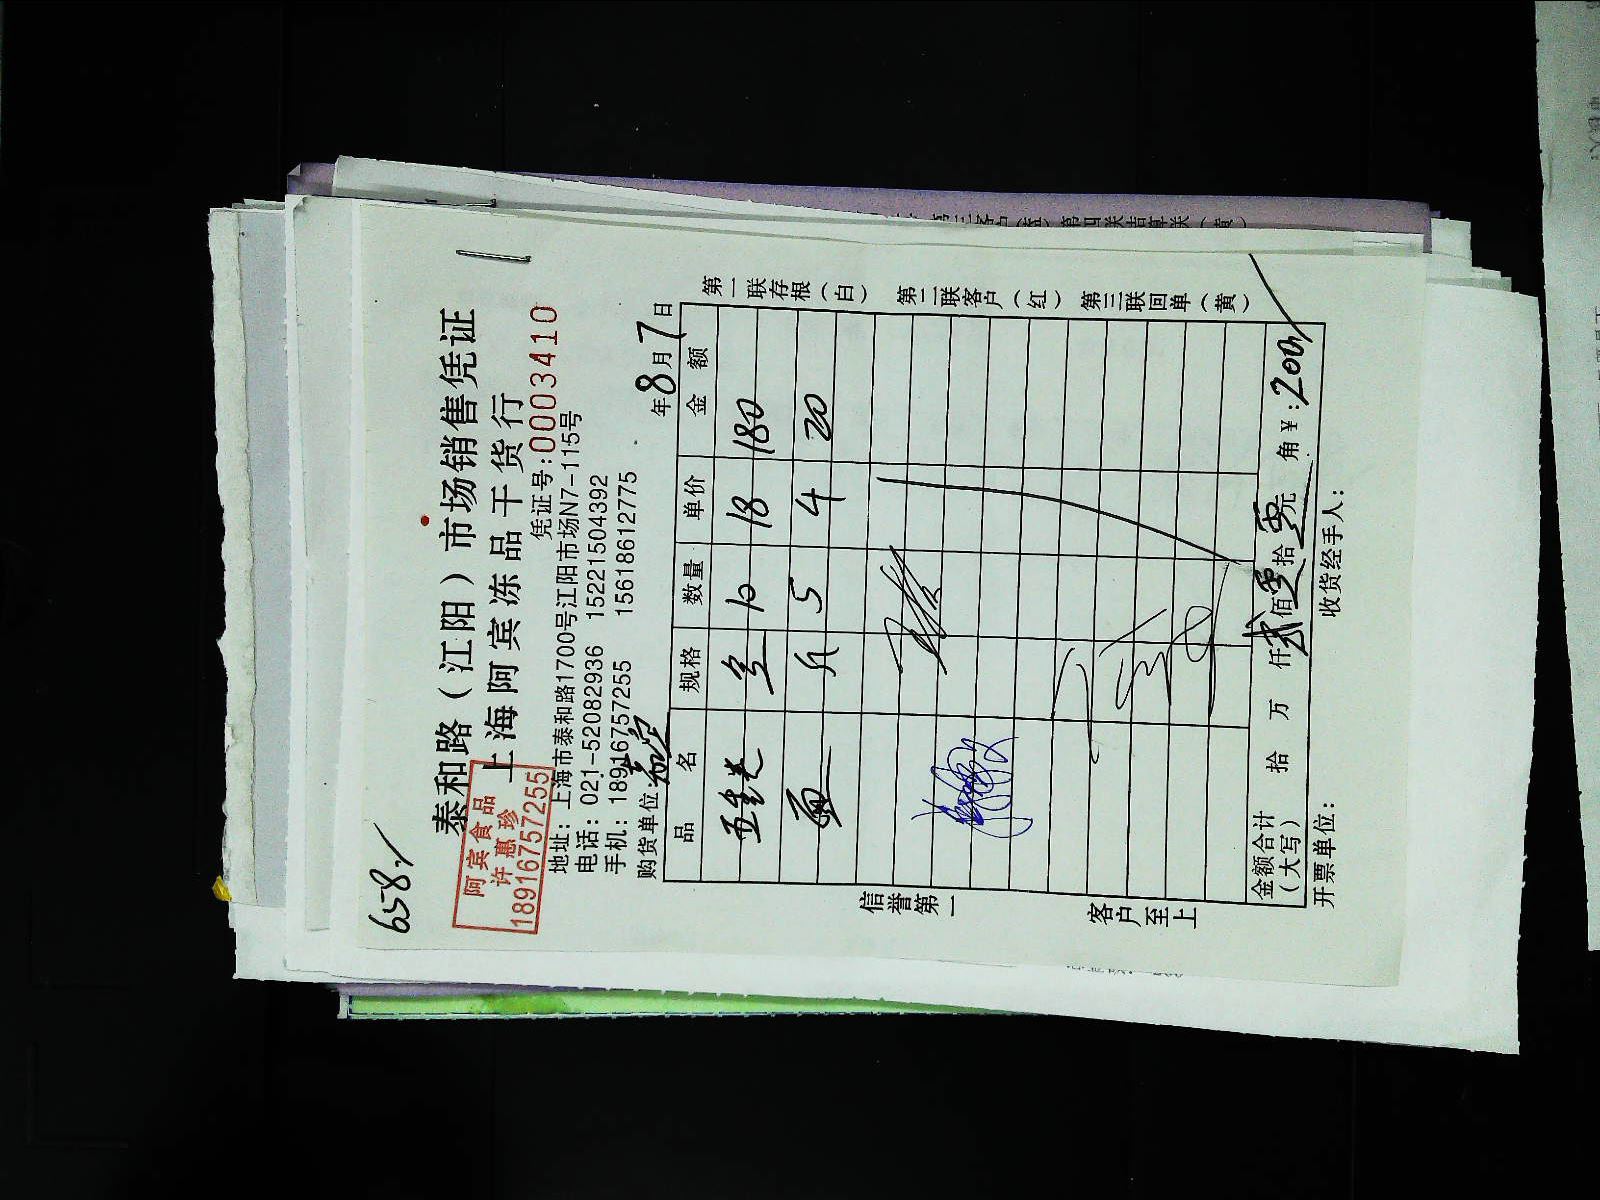 658
泰和路(江阳)市场销售凭证
上海阿宾冻品干货行
凭证号:00003410
阿宾食品
许惠珍
18916757255
地址:上海市泰和路1700号江阳市场N7-115号
电话:021-52082936 15221504392
手机:18916757255 15618612775
购货单位:
年8月7日
品名 规格 数量 单价 金额
10 18 180
斤 5 4 20
金额合计(大写) 拾 万 仟贰佰零拾零元 角 ¥:200
开票单位: 收货经手人:
信誉第一 客户至上
第一联存根(白) 第二联客户(红) 第三联回单(黄)